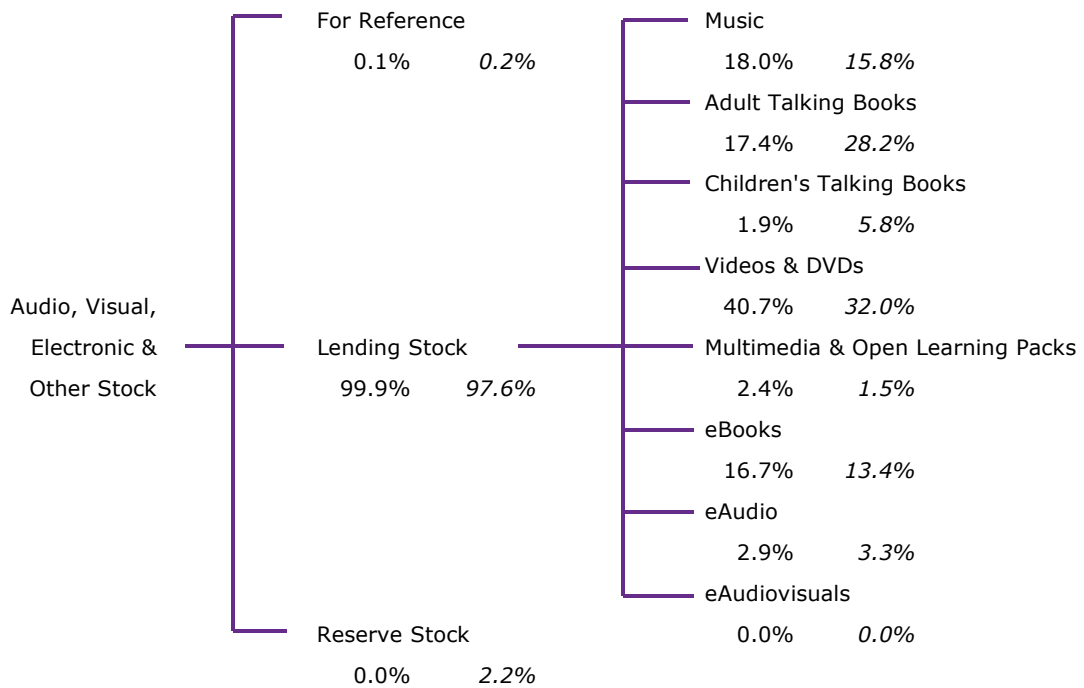 Audio, Visual,
Electronic &
Other Stock
For Reference
0.1% 0.2%
Lending Stock
99.9% 97.6%
Reserve Stock
0.0% 2.2%
Music
18.0% 15.8%
Adult Talking Books
17.4% 28.2%
Children's Talking Books
1.9% 5.8%
Videos & DVDs
40.7% 32.0%
Multimedia & Open Learning Packs
2.4% 1.5%
eBooks
16.7% 13.4%
eAudio
2.9% 3.3%
eAudiovisuals
0.0% 0.0%